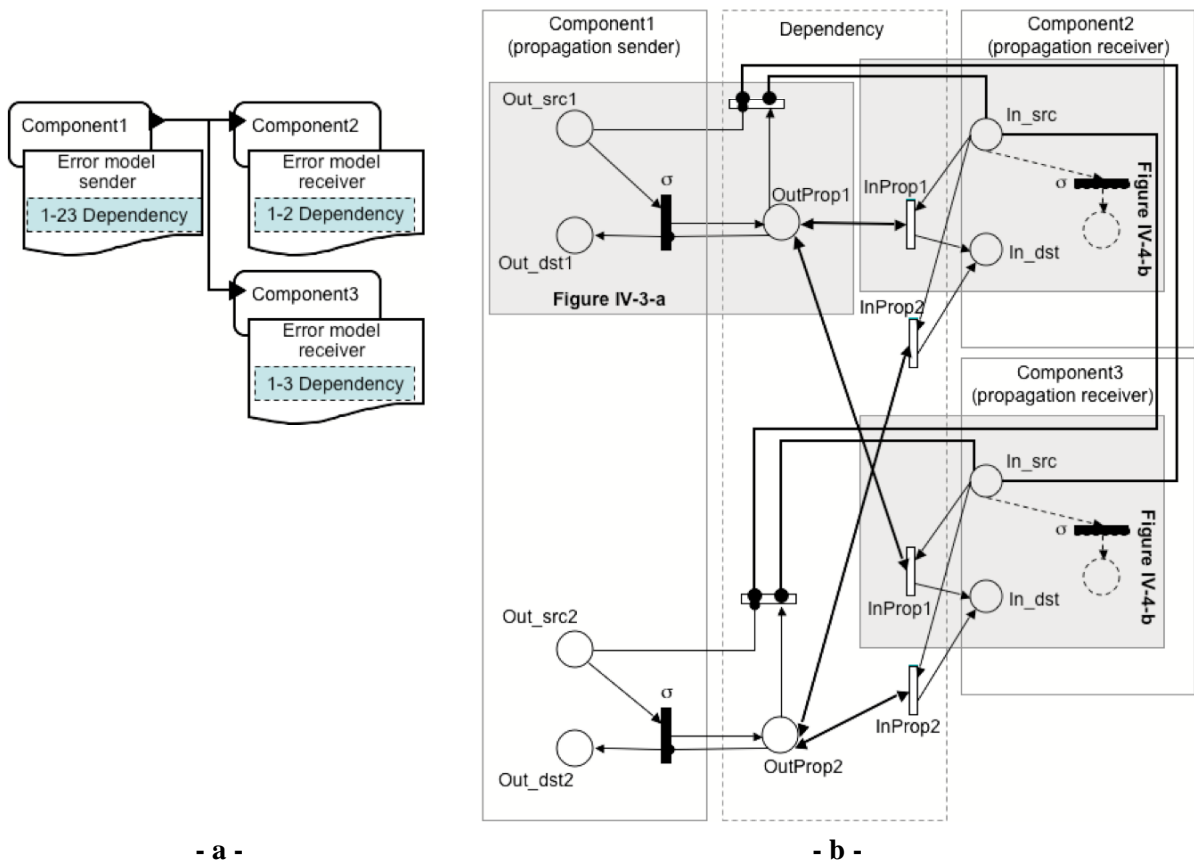 Component1
Component2
Error model
sender
1-23 Dependency
Error model
receiver
1-2 Dependency
Component3
Error model
receiver
1-3 Dependency
- a -
Component1
(propagation sender)
Dependency
Component2
(propagation receiver)
Out_src1
In_src
σ
σ
Figure IV-4-b
OutProp1
InProp1
Out_dst1
In_dst
Figure IV-3-a
InProp2
Component3
(propagation receiver)
In_src
σ
Figure IV-4-b
InProp1
In_dst
Out_src2
σ
InProp2
OutProp2
Out_dst2
- b -